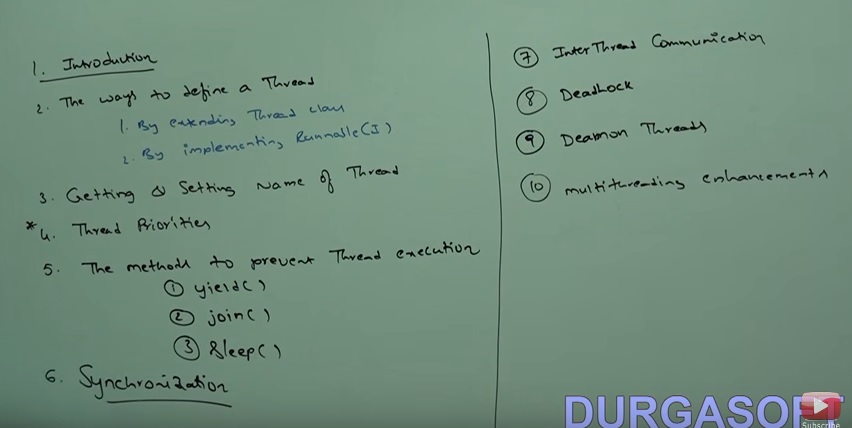 1. Introduction
2. The ways to define a Thread
1. By extending Thread class
2. By implementing Runnable(I)
3. Getting & Setting Name of Thread
*4. Thread Priorities
5. The methods to prevent Thread execution
① yield()
② join()
③ Sleep()
6. Synchronization
⑦ InterThread Communication
⑧ Deadlock
⑨ Deamon Threads
⑩ multithreading enhancements
DURGASOFT
Subscribe